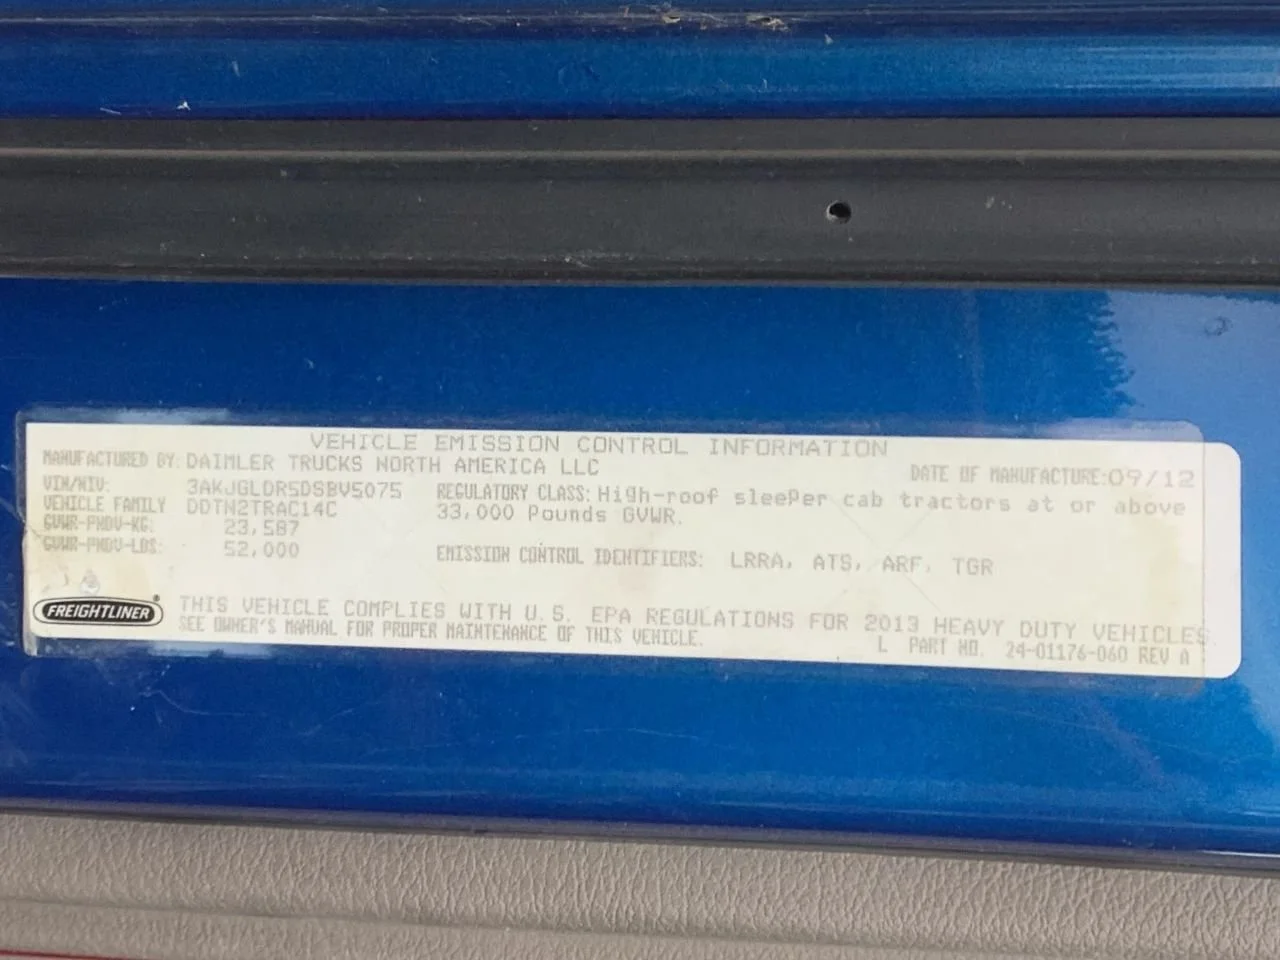 VEHICLE EMISSION CONTROL INFORMATION
MANUFACTURED BY: DAIMLER TRUCKS NORTH AMERICA LLC
DATE OF MANUFACTURE: 09/12
VIN/NIV: 3AKJGLDR5DSBV5075
REGULATORY CLASS: High-roof sleePer cab tractors at or above
VEHICLE FAMILY DDTN2TRAC14C
33,000 Pounds GVWR.
GVWR-PNBV-KG: 23,587
GVWR-PNBV-LBS: 52,000
EMISSION CONTROL IDENTIFIERS: LRRA, ATS, ARF, TGR
FREIGHTLINER®
THIS VEHICLE COMPLIES WITH U.S. EPA REGULATIONS FOR 2013 HEAVY DUTY VEHICLES
SEE OWNER'S MANUAL FOR PROPER MAINTENANCE OF THIS VEHICLE.
L PART NO. 24-01176-060 REV A